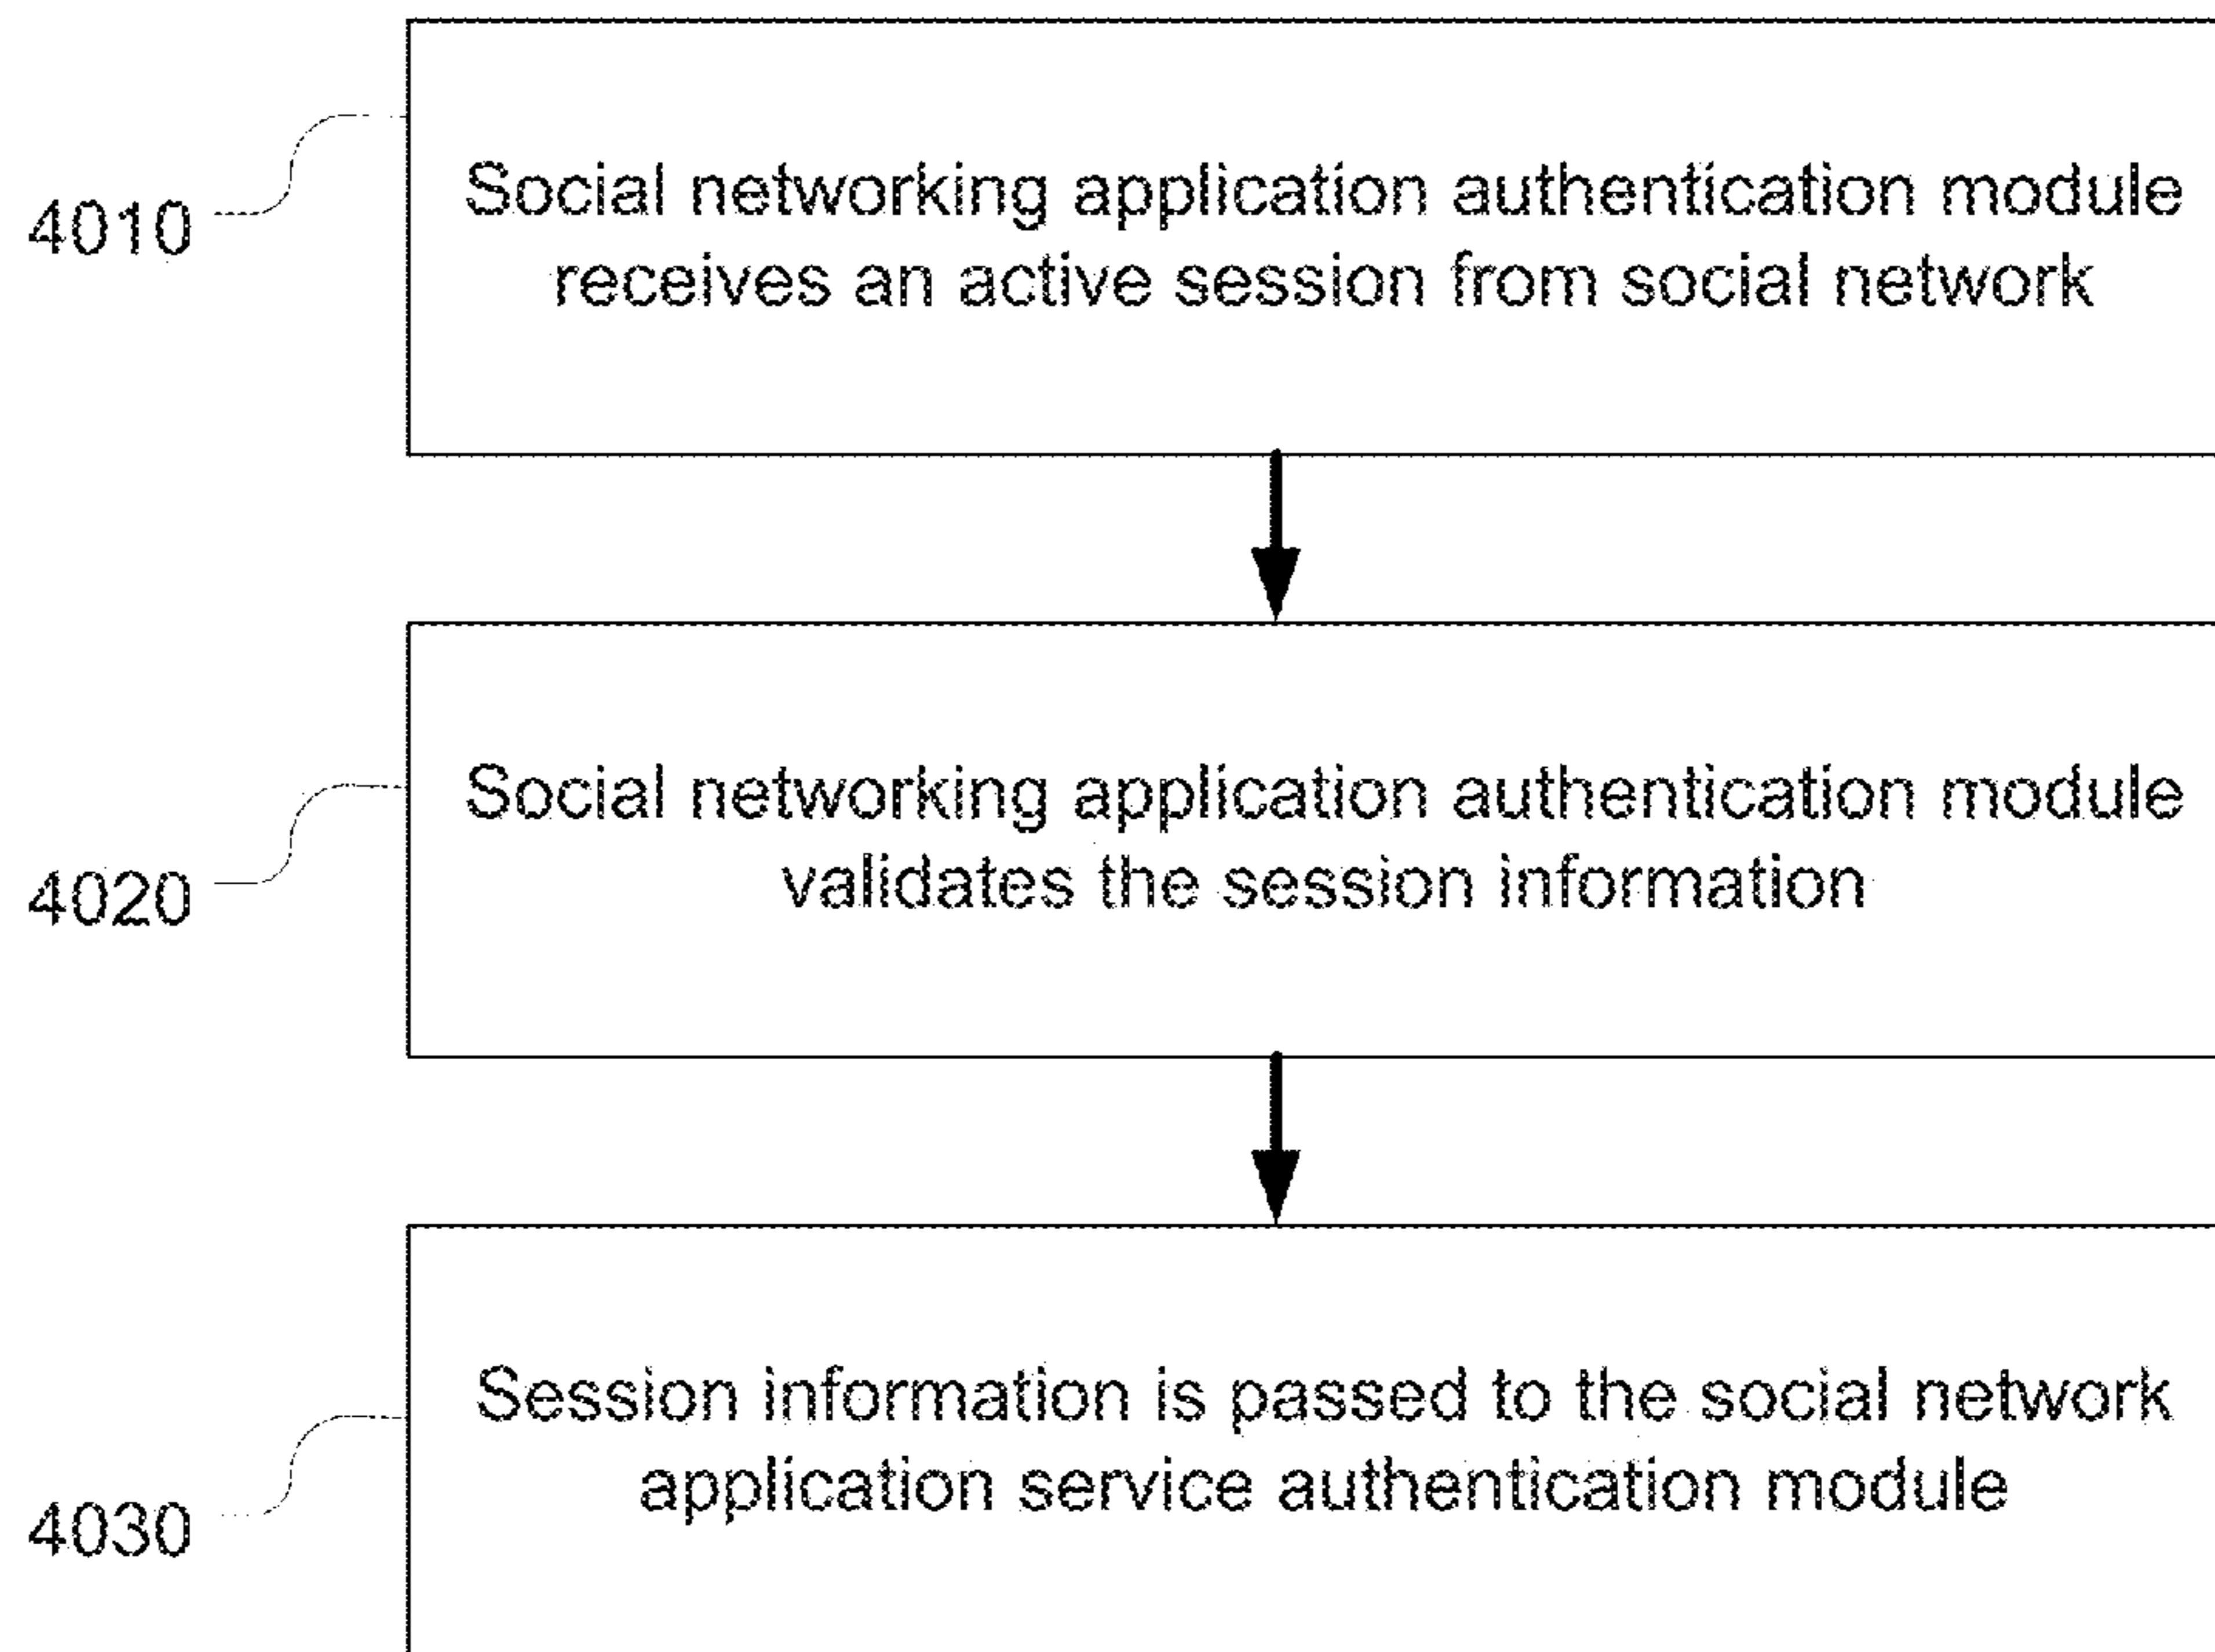 4010
Social networking application authentication module
receives an active session from social network
4020
Social networking application authentication module
validates the session information
4030
Session information is passed to the social network
application service authentication module